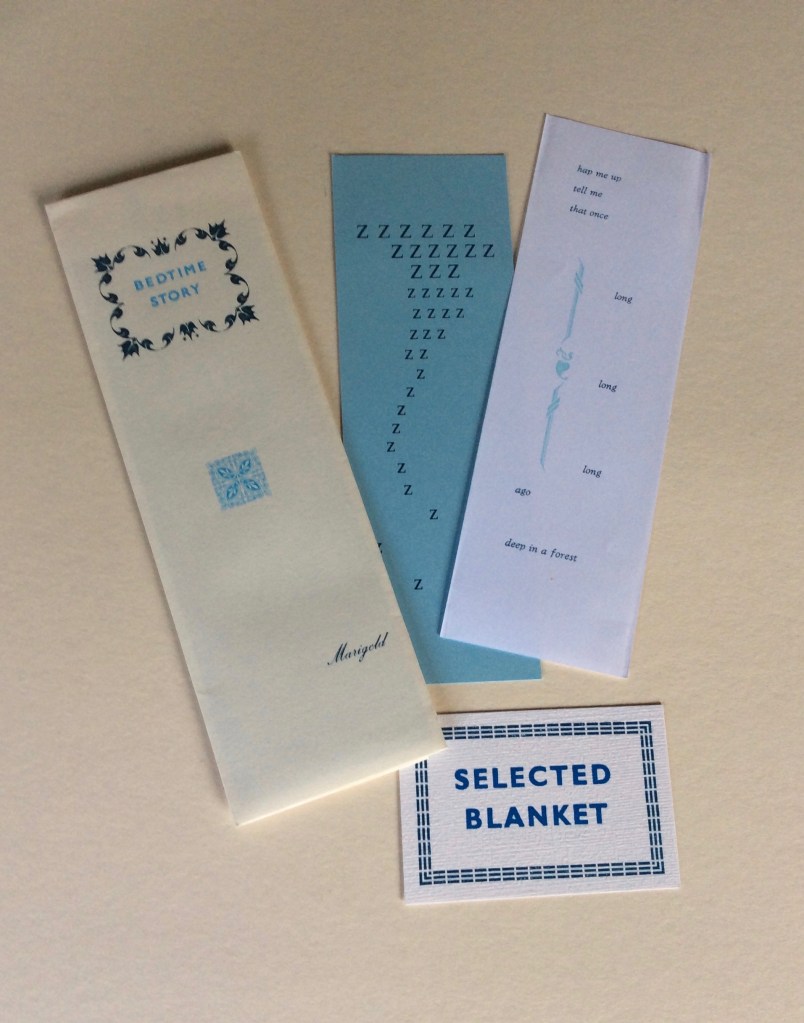 BEDTIME
STORY
Marigold
Z Z Z Z Z Z
Z Z Z Z Z Z
Z Z Z
Z Z Z Z Z
Z Z Z Z
Z Z Z
Z Z
Z
Z
Z
Z
Z
Z
Z
Z
Z
Z
hap me up
tell me
that once
long
long
long
ago
deep in a forest
SELECTED
BLANKET